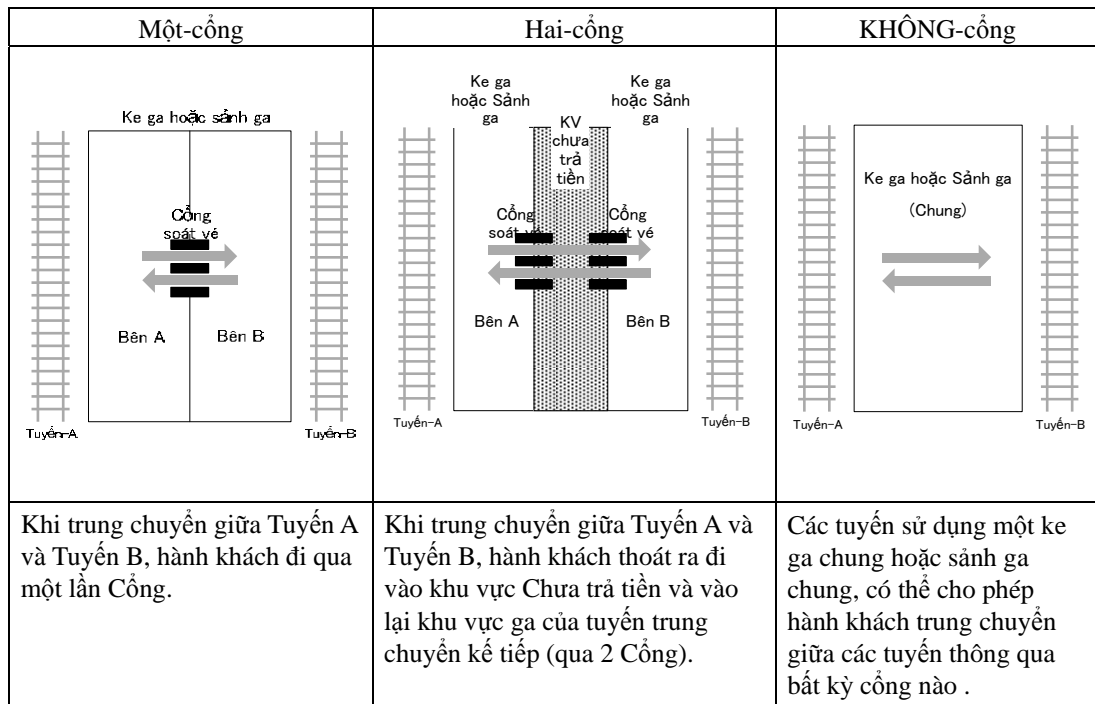 Một-cổng
Hai-cổng
KHÔNG-cổng
Ke ga hoặc sảnh ga
Cổng
soát vé
Bên A
Bên B
Tuyến-A
Tuyến-B
Ke ga
hoặc Sảnh
ga
KV
chưa
trả
tiền
Ke ga
hoặc Sảnh
ga
Cổng
soát vé
Cổng
soát vé
Bên A
Bên B
Tuyến-A
Tuyến-B
Ke ga hoặc Sảnh ga
(Chung)
Tuyến-A
Tuyến-B
Khi trung chuyển giữa Tuyến A
và Tuyến B, hành khách đi qua
một lần Cổng.
Khi trung chuyển giữa Tuyến A và
Tuyến B, hành khách thoát ra đi
vào khu vực Chưa trả tiền và vào
lại khu vực ga của tuyến trung
chuyển kế tiếp (qua 2 Cổng).
Các tuyến sử dụng một ke
ga chung hoặc sảnh ga
chung, có thể cho phép
hành khách trung chuyển
giữa các tuyến thông qua
bất kỳ cổng nào .